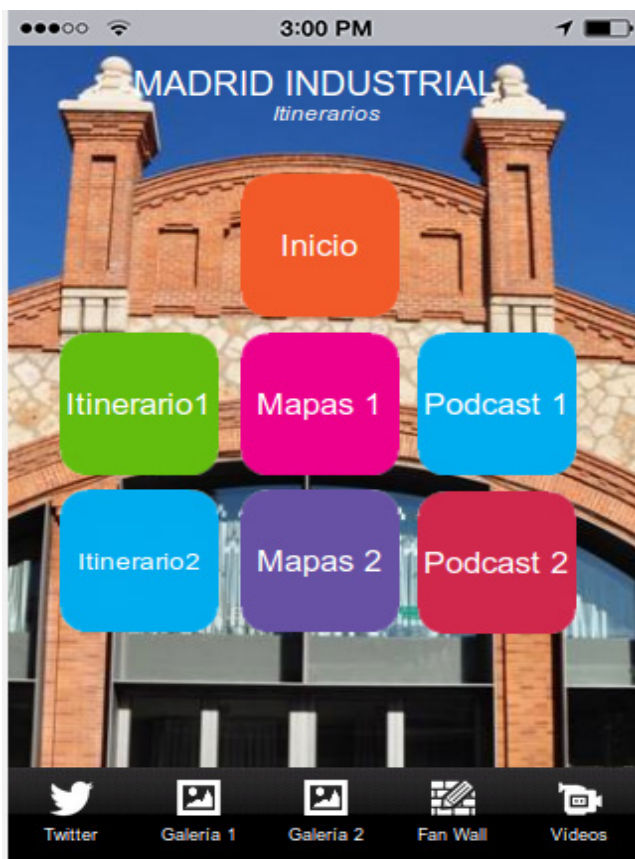 3:00 PM
MADRID INDUSTRIAL
Itinerarios
Inicio
Itinerario1
Mapas 1
Podcast 1
Itinerario2
Mapas 2
Podcast 2
Twitter
Galeria 1
Galeria 2
Fan Wall
Videos